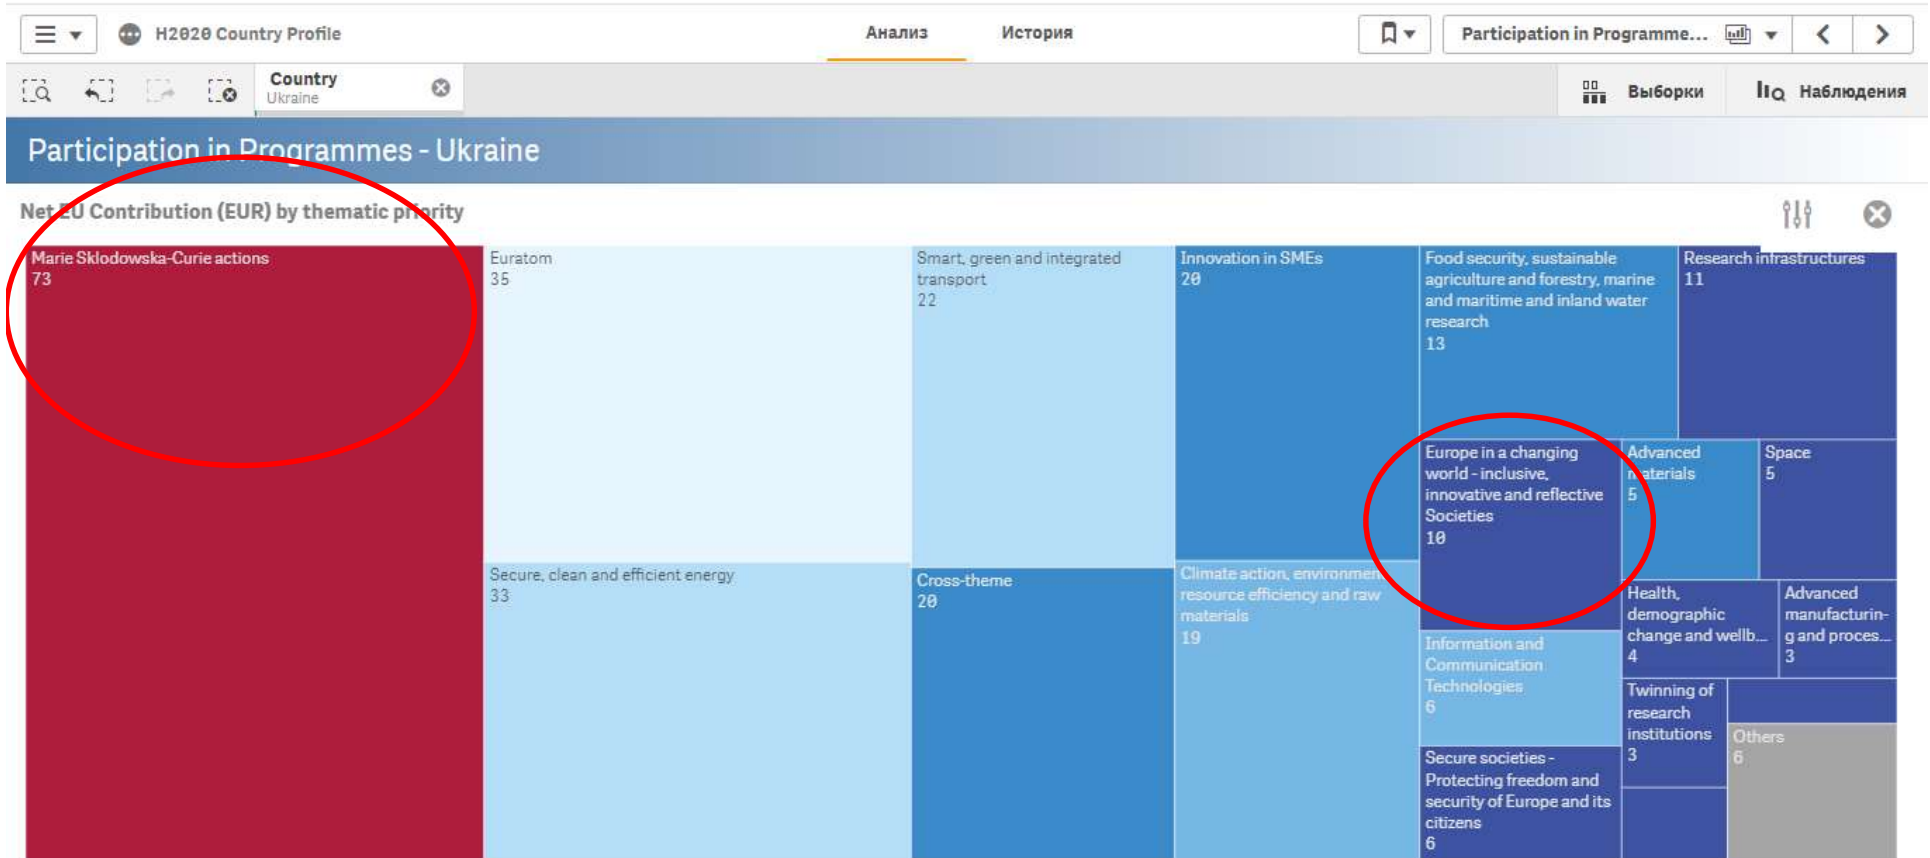 H2020 Country Profile
Анализ
История
Participation in Programme...
Country
Ukraine
Выборки
Наблюдения
Participation in Programmes - Ukraine
Net EU Contribution (EUR) by thematic priority
Marie Sklodowska-Curie actions
73
Euratom
35
Smart, green and integrated
transport
22
Innovation in SMEs
20
Food security, sustainable
agriculture and forestry, marine
and maritime and inland water
research
13
Research infrastructures
11
Europe in a changing
world - inclusive,
innovative and reflective
Societies
10
Advanced
materials
5
Space
5
Secure, clean and efficient energy
33
Cross-theme
20
Climate action, environment,
resource efficiency and raw
materials
19
Health,
demographic
change and wellb...
4
Advanced
manufacturin-
g and proces...
3
Information and
Communication
Technologies
6
Twinning of
research
institutions
3
Others
6
Secure societies -
Protecting freedom and
security of Europe and its
citizens
6